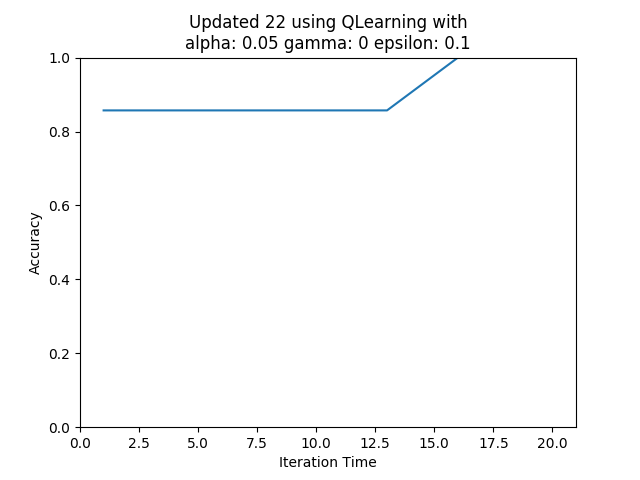 Updated 22 using QLearning with
alpha: 0.05 gamma: 0 epsilon: 0.1
1.0
0.8
0.6
0.4
0.2
0.0
Accuracy
0.0 2.5 5.0 7.5 10.0 12.5 15.0 17.5 20.0
Iteration Time